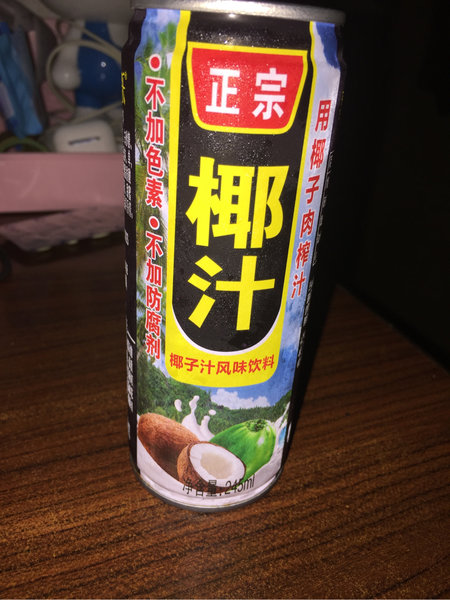 正宗
椰汁
椰子汁风味饮料
•不加色素•不加防腐剂
用椰子肉榨汁
净含量:245ml